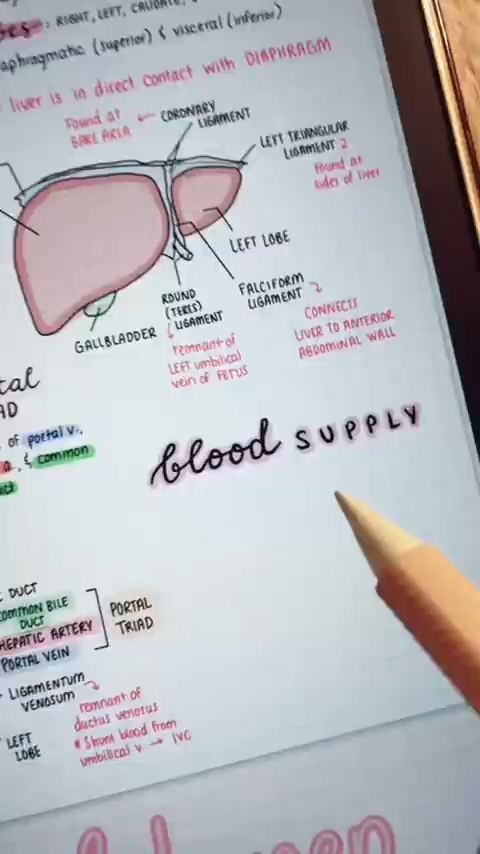 : RIGHT, LEFT, CAUDATE,
(superior) & visceral (inferior)
liver is in direct contact with DIAPHRAGM
Found at
BARE AREA
← CORONARY
LIGAMENT
LEFT TRIANGULAR
LIGAMENT
found at
sides of liver
LEFT LOBE
FALCIFORM
LIGAMENT
CONNECTS
LIVER TO ANTERIOR
ABDOMINAL WALL
ROUND
(TERES)
LIGAMENT
remnant of
LEFT umbilical
vein of FETUS
GALLBLADDER
of portal v.,
& common
blood SUPPLY
DUCT
COMMON BILE
DUCT
HEPATIC ARTERY
PORTAL VEIN
PORTAL
TRIAD
LIGAMENTUM
VENOSUM
remnant of
ductus venosus
* Shunt blood from
umbilical v. → IVC
LEFT
LOBE